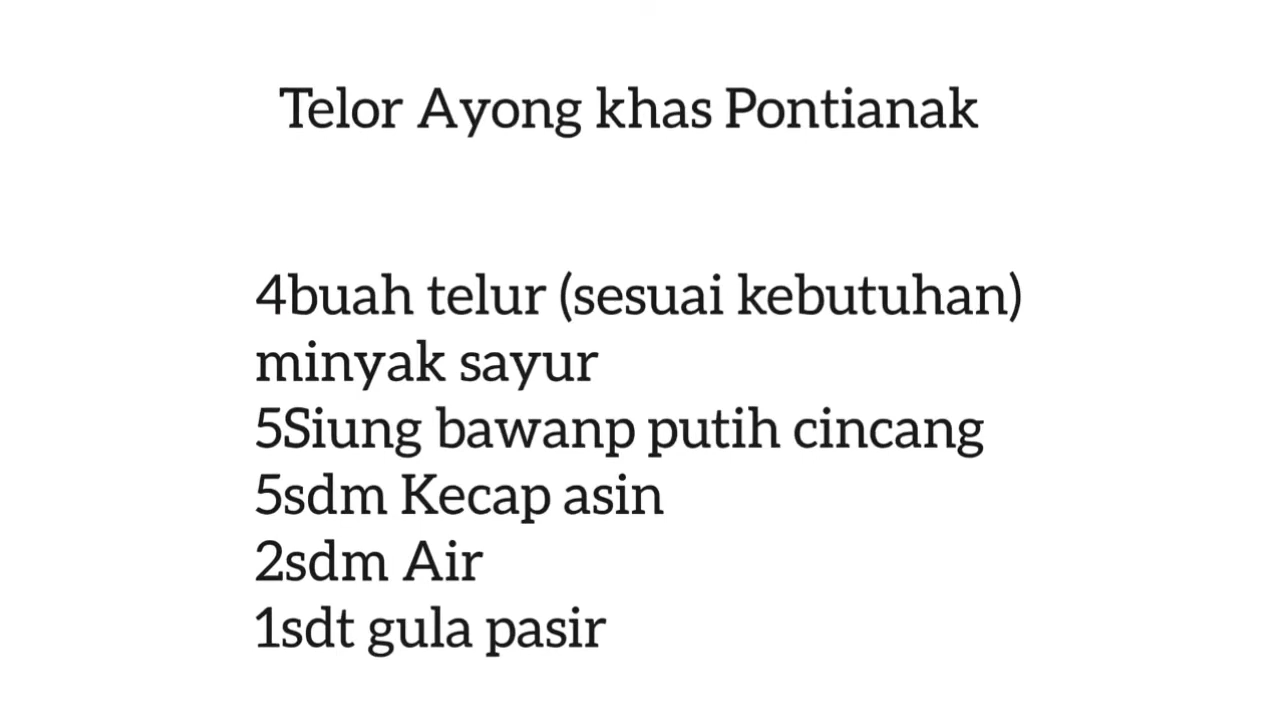 Telor Ayong khas Pontianak
4buah telur (sesuai kebutuhan)
minyak sayur
5Siung bawanp putih cincang
5sdm Kecap asin
2sdm Air
1sdt gula pasir